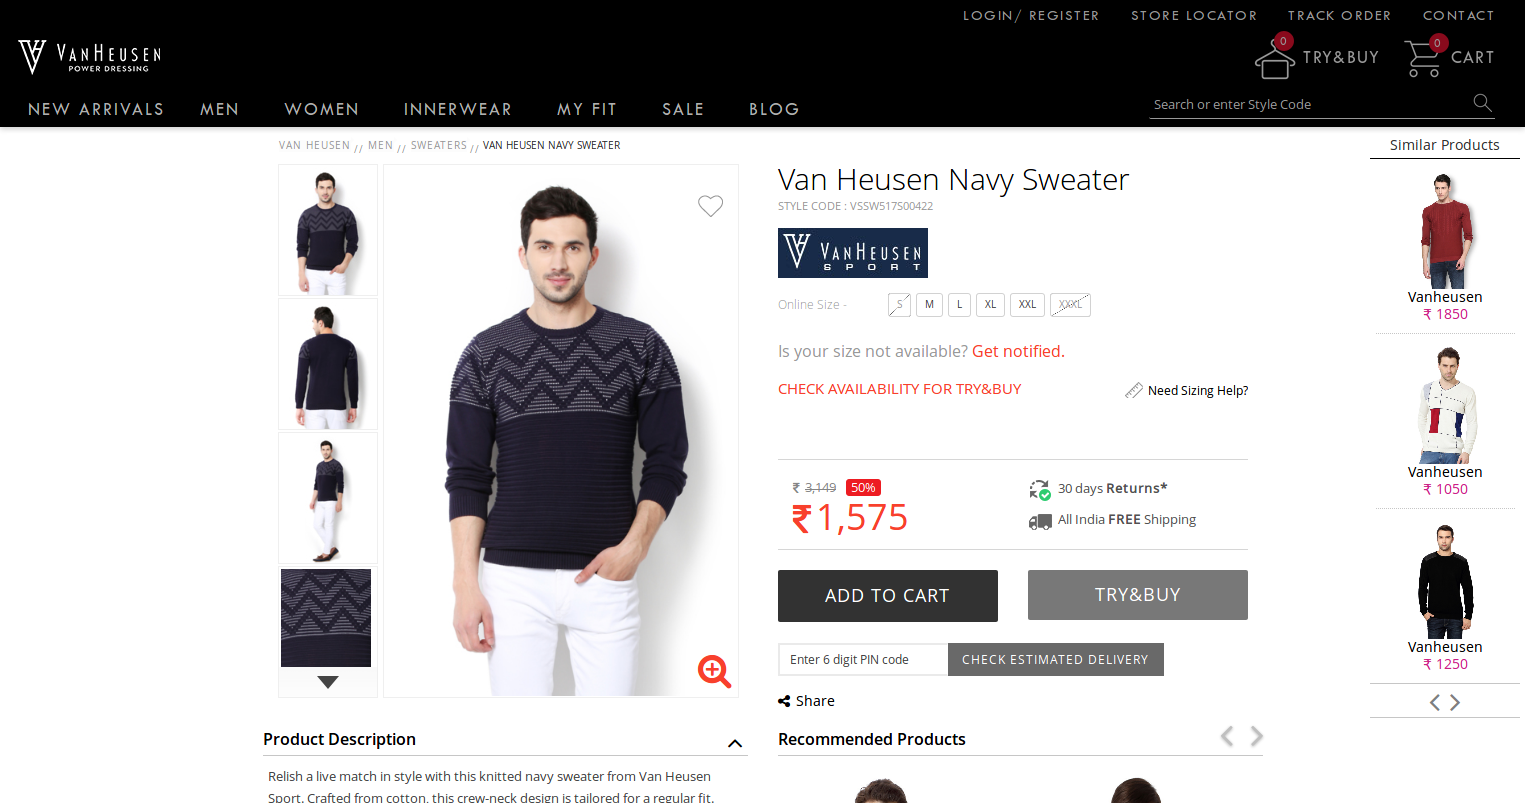 LOGIN/ REGISTER STORE LOCATOR TRACK ORDER CONTACT
VANHEUSEN
POWER DRESSING
0 TRY&BUY 0 CART
NEW ARRIVALS MEN WOMEN INNERWEAR MY FIT SALE BLOG
Search or enter Style Code
VAN HEUSEN // MEN // SWEATERS // VAN HEUSEN NAVY SWEATER
Van Heusen Navy Sweater
STYLE CODE : VSSW517S00422
VANHEUSEN
SPORT
Online Size - S M L XL XXL XXXL
Is your size not available? Get notified.
CHECK AVAILABILITY FOR TRY&BUY
Need Sizing Help?
₹ 3,149 50%
₹1,575
30 days Returns*
All India FREE Shipping
ADD TO CART
TRY&BUY
Enter 6 digit PIN code
CHECK ESTIMATED DELIVERY
Share
Similar Products
Vanheusen
₹ 1850
Vanheusen
₹ 1050
Vanheusen
₹ 1250
Product Description
Relish a live match in style with this knitted navy sweater from Van Heusen
Sport. Crafted from cotton, this crew-neck design is tailored for a regular fit.
Recommended Products